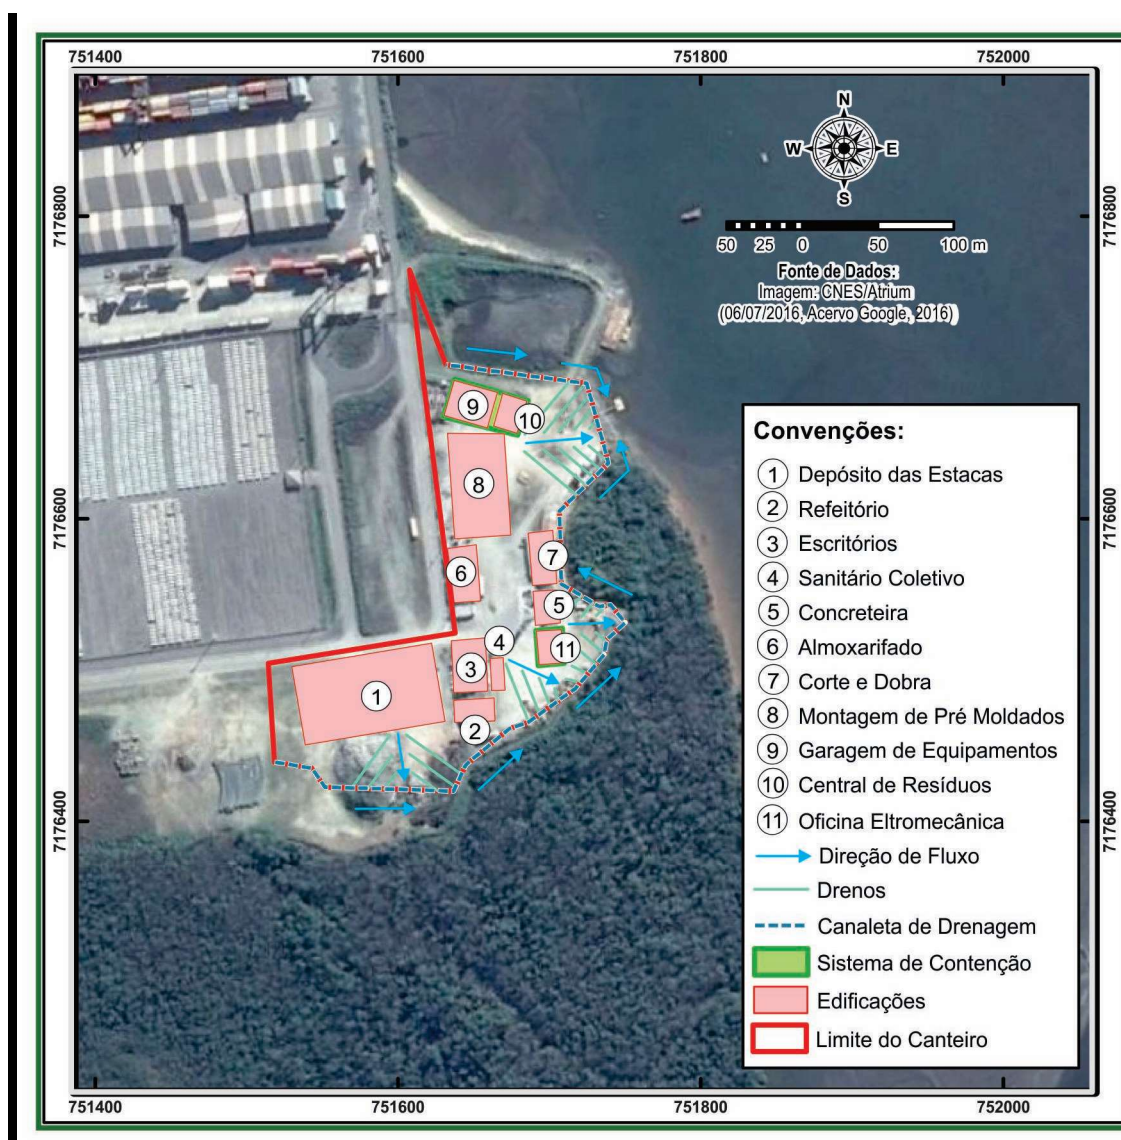 751400 751600 751800 752000
N
W E
S
7176800 7176800
50 25 0 50 100 m
Fonte de Dados:
Imagem: CNES/Atrium
(06/07/2016, Acervo Google, 2016)
9
10
8
7176600 7176600
7
6
5
4
11
3
1
2
7176400 7176400
Convenções:
1 Depósito das Estacas
2 Refeitório
3 Escritórios
4 Sanitário Coletivo
5 Concreteira
6 Almoxarifado
7 Corte e Dobra
8 Montagem de Pré Moldados
9 Garagem de Equipamentos
10 Central de Resíduos
11 Oficina Eltromecânica
Direção de Fluxo
Drenos
Canaleta de Drenagem
Sistema de Contenção
Edificações
Limite do Canteiro
751400 751600 751800 752000